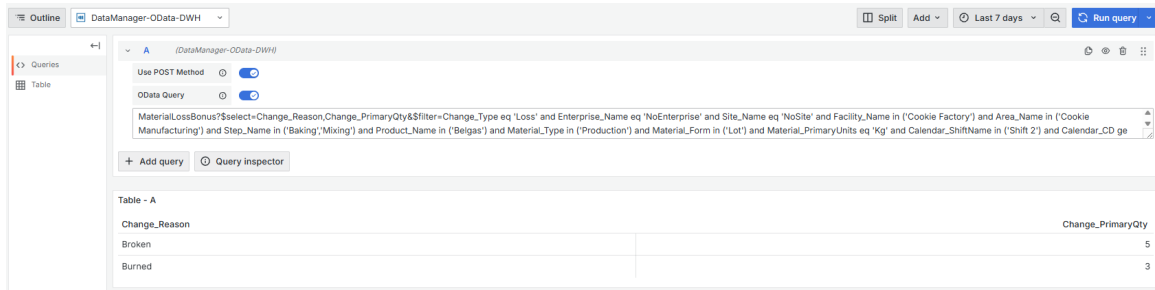 Outline DataManager-OData-DWH Split Add Last 7 days Run query
Queries
Table
A (DataManager-OData-DWH)
Use POST Method
OData Query
MaterialLossBonus?$select=Change_Reason,Change_PrimaryQty&$filter=Change_Type eq 'Loss' and Enterprise_Name eq 'NoEnterprise' and Site_Name eq 'NoSite' and Facility_Name in ('Cookie Factory') and Area_Name in ('Cookie
Manufacturing') and Step_Name in ('Baking','Mixing') and Product_Name in ('Belgas') and Material_Type in ('Production') and Material_Form in ('Lot') and Material_PrimaryUnits eq 'Kg' and Calendar_ShiftName in ('Shift 2') and Calendar_CD ge
+ Add query Query inspector
Table - A
Change_Reason Change_PrimaryQty
Broken 5
Burned 3